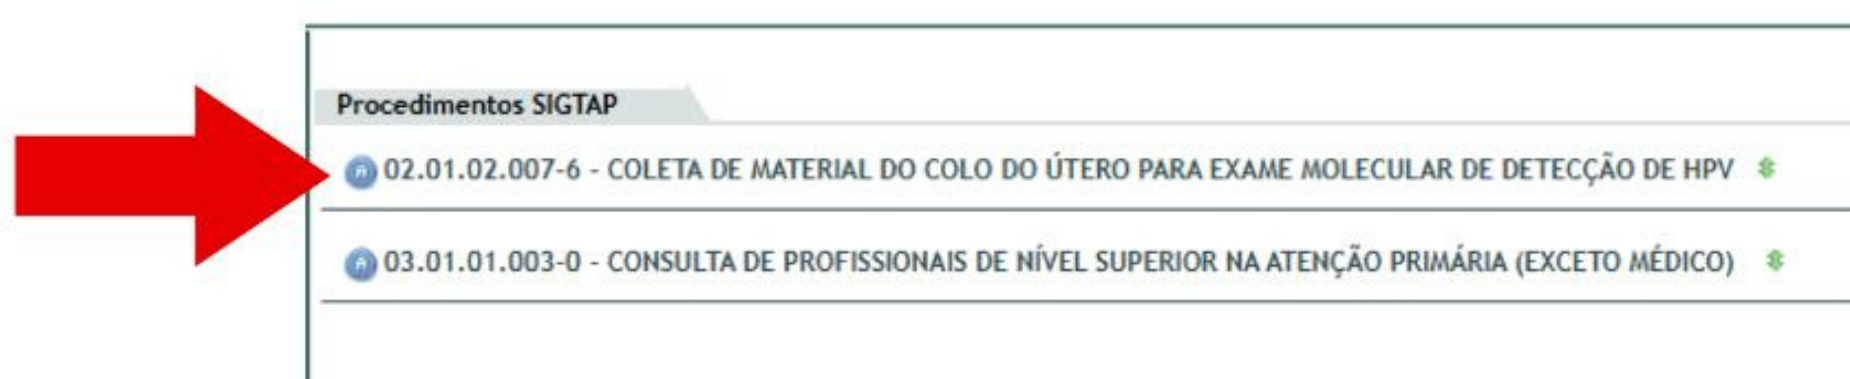 Procedimentos SIGTAP
A 02.01.02.007-6 - COLETA DE MATERIAL DO COLO DO ÚTERO PARA EXAME MOLECULAR DE DETECÇÃO DE HPV
A 03.01.01.003-0 - CONSULTA DE PROFISSIONAIS DE NÍVEL SUPERIOR NA ATENÇÃO PRIMÁRIA (EXCETO MÉDICO)